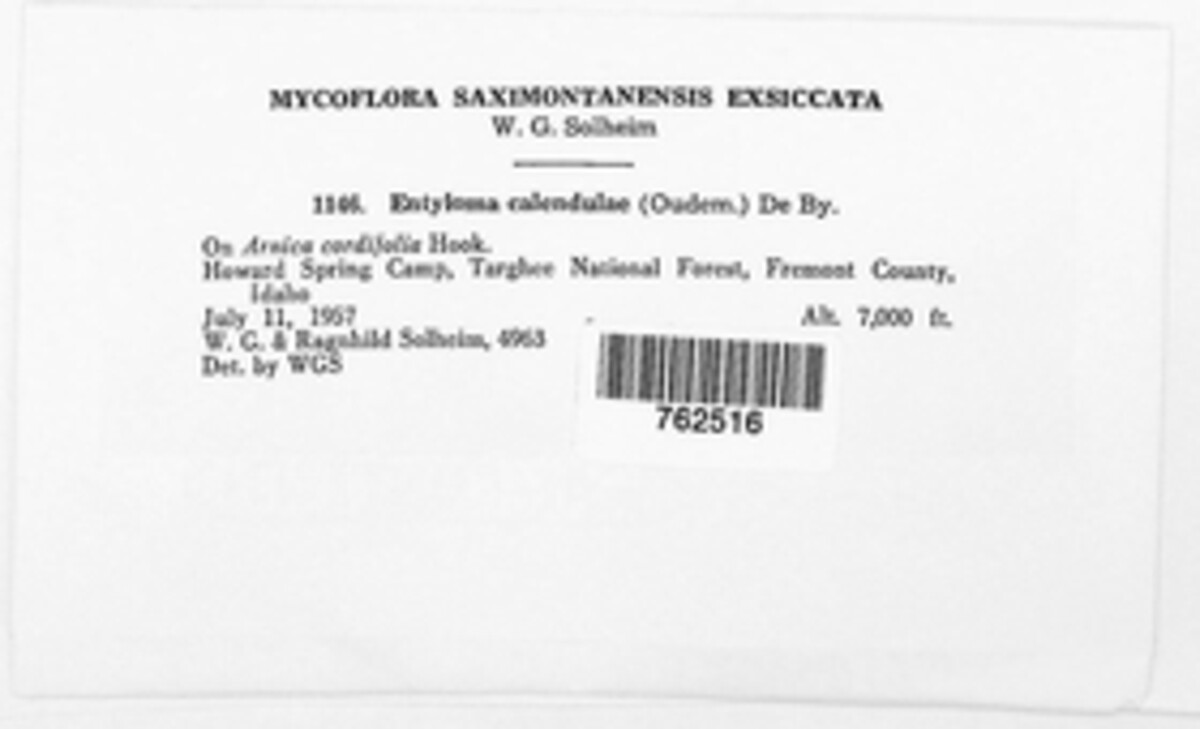 MYCOFLORA SAXIMONTANENSIS EXSICCATA
W. G. Solheim
1146. Entyloma calendulae (Oudem.) De By.
On Arnica cordifolia Hook.
Howard Spring Camp, Targhee National Forest, Fremont County,
Idaho
July 11, 1957 Alt. 7,000 ft.
W. G. & Ragnhild Solheim, 4963
Det. by WGS
762516